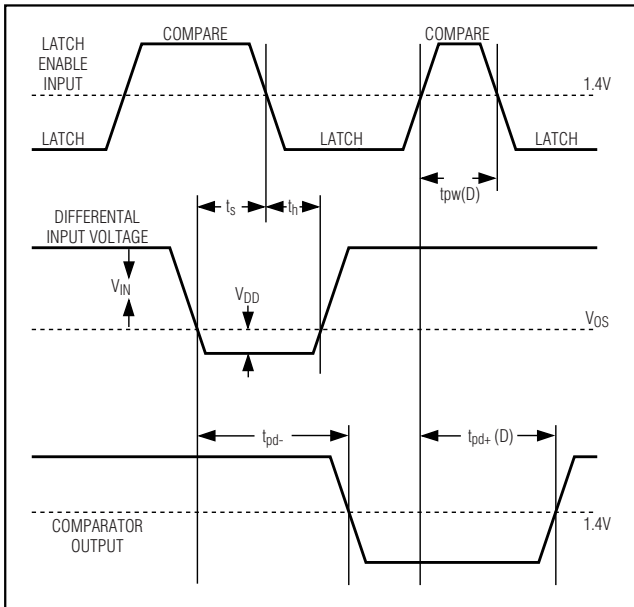 COMPARE
COMPARE
LATCH
ENABLE
INPUT
1.4V
LATCH
LATCH
LATCH
tpw(D)
ts
th
DIFFERENTAL
INPUT VOLTAGE
VIN
VDD
VOS
tpd-
tpd+ (D)
COMPARATOR
OUTPUT
1.4V